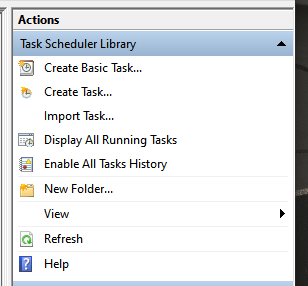 Actions
Task Scheduler Library
Create Basic Task...
Create Task...
Import Task...
Display All Running Tasks
Enable All Tasks History
New Folder...
View
Refresh
Help